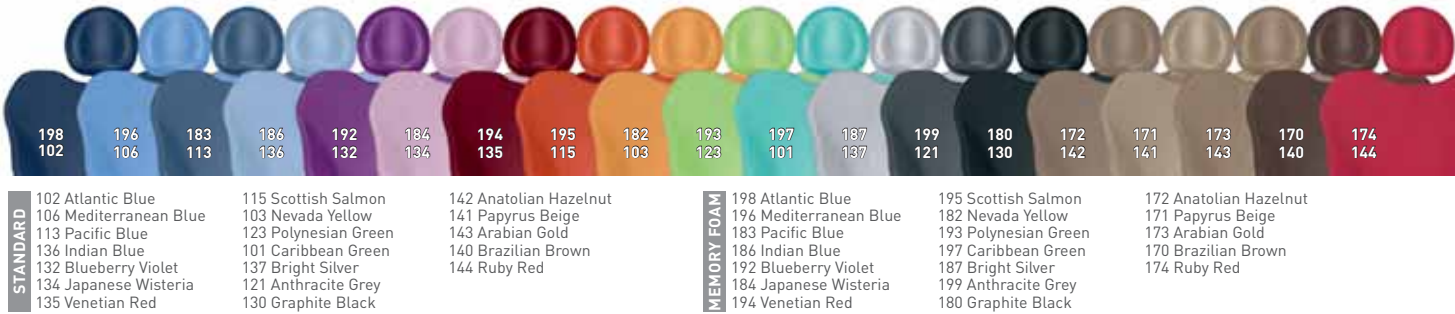 198 196 183 186 192 184 194 195 182 193 197 187 199 180 172 171 173 170 174
102 106 113 136 132 134 135 115 103 123 101 137 121 130 142 141 143 140 144
STANDARD
102 Atlantic Blue
106 Mediterranean Blue
113 Pacific Blue
136 Indian Blue
132 Blueberry Violet
134 Japanese Wisteria
135 Venetian Red
115 Scottish Salmon
103 Nevada Yellow
123 Polynesian Green
101 Caribbean Green
137 Bright Silver
121 Anthracite Grey
130 Graphite Black
142 Anatolian Hazelnut
141 Papyrus Beige
143 Arabian Gold
140 Brazilian Brown
144 Ruby Red
MEMORY FOAM
198 Atlantic Blue
196 Mediterranean Blue
183 Pacific Blue
186 Indian Blue
192 Blueberry Violet
184 Japanese Wisteria
194 Venetian Red
195 Scottish Salmon
182 Nevada Yellow
193 Polynesian Green
197 Caribbean Green
187 Bright Silver
199 Anthracite Grey
180 Graphite Black
172 Anatolian Hazelnut
171 Papyrus Beige
173 Arabian Gold
170 Brazilian Brown
174 Ruby Red